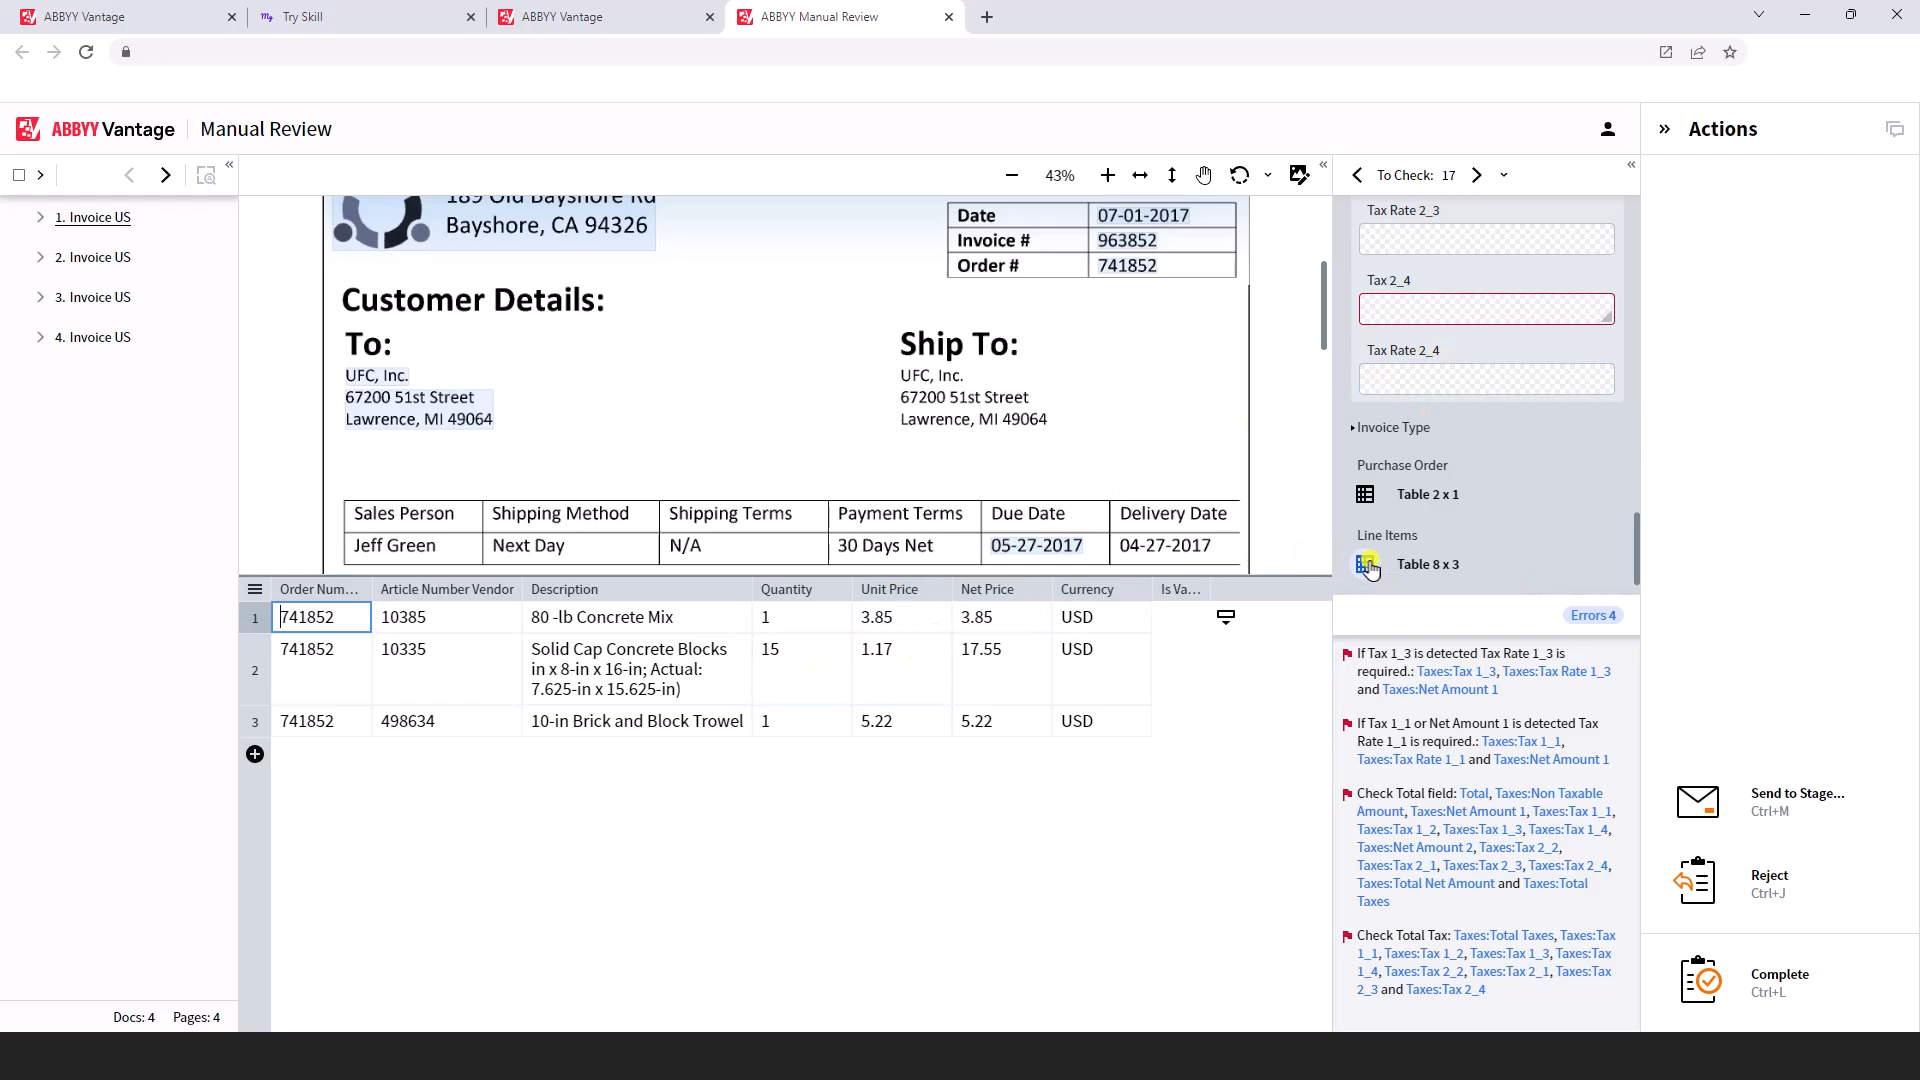 ABBYY Vantage
Try Skill
ABBYY Vantage
ABBYY Manual Review
ABBYY Vantage
Manual Review
Actions
43%
To Check: 17
1. Invoice US
2. Invoice US
3. Invoice US
4. Invoice US
Docs: 4 Pages: 4
189 Old Bayshore Rd
Bayshore, CA 94326
Date 07-01-2017
Invoice # 963852
Order # 741852
Customer Details:
To:
UFC, Inc.
67200 51st Street
Lawrence, MI 49064
Ship To:
UFC, Inc.
67200 51st Street
Lawrence, MI 49064
Sales Person Shipping Method Shipping Terms Payment Terms Due Date Delivery Date
Jeff Green Next Day N/A 30 Days Net 05-27-2017 04-27-2017
Order Num... Article Number Vendor Description Quantity Unit Price Net Price Currency Is Va...
1 741852 10385 80 -lb Concrete Mix 1 3.85 3.85 USD
2 741852 10335 Solid Cap Concrete Blocks 15 1.17 17.55 USD
in x 8-in x 16-in; Actual:
7.625-in x 15.625-in)
3 741852 498634 10-in Brick and Block Trowel 1 5.22 5.22 USD
Tax Rate 2_3
Tax 2_4
Tax Rate 2_4
Invoice Type
Purchase Order
Table 2 x 1
Line Items
Table 8 x 3
Errors 4
If Tax 1_3 is detected Tax Rate 1_3 is
required.: Taxes:Tax 1_3, Taxes:Tax Rate 1_3
and Taxes:Net Amount 1
If Tax 1_1 or Net Amount 1 is detected Tax
Rate 1_1 is required.: Taxes:Tax 1_1,
Taxes:Tax Rate 1_1 and Taxes:Net Amount 1
Check Total field: Total, Taxes:Non Taxable
Amount, Taxes:Net Amount 1, Taxes:Tax 1_1,
Taxes:Tax 1_2, Taxes:Tax 1_3, Taxes:Tax 1_4,
Taxes:Net Amount 2, Taxes:Tax 2_2,
Taxes:Tax 2_1, Taxes:Tax 2_3, Taxes:Tax 2_4,
Taxes:Total Net Amount and Taxes:Total
Taxes
Check Total Tax: Taxes:Total Taxes, Taxes:Tax
1_1, Taxes:Tax 1_2, Taxes:Tax 1_3, Taxes:Tax
1_4, Taxes:Tax 2_2, Taxes:Tax 2_1, Taxes:Tax
2_3 and Taxes:Tax 2_4
Send to Stage...
Ctrl+M
Reject
Ctrl+J
Complete
Ctrl+L